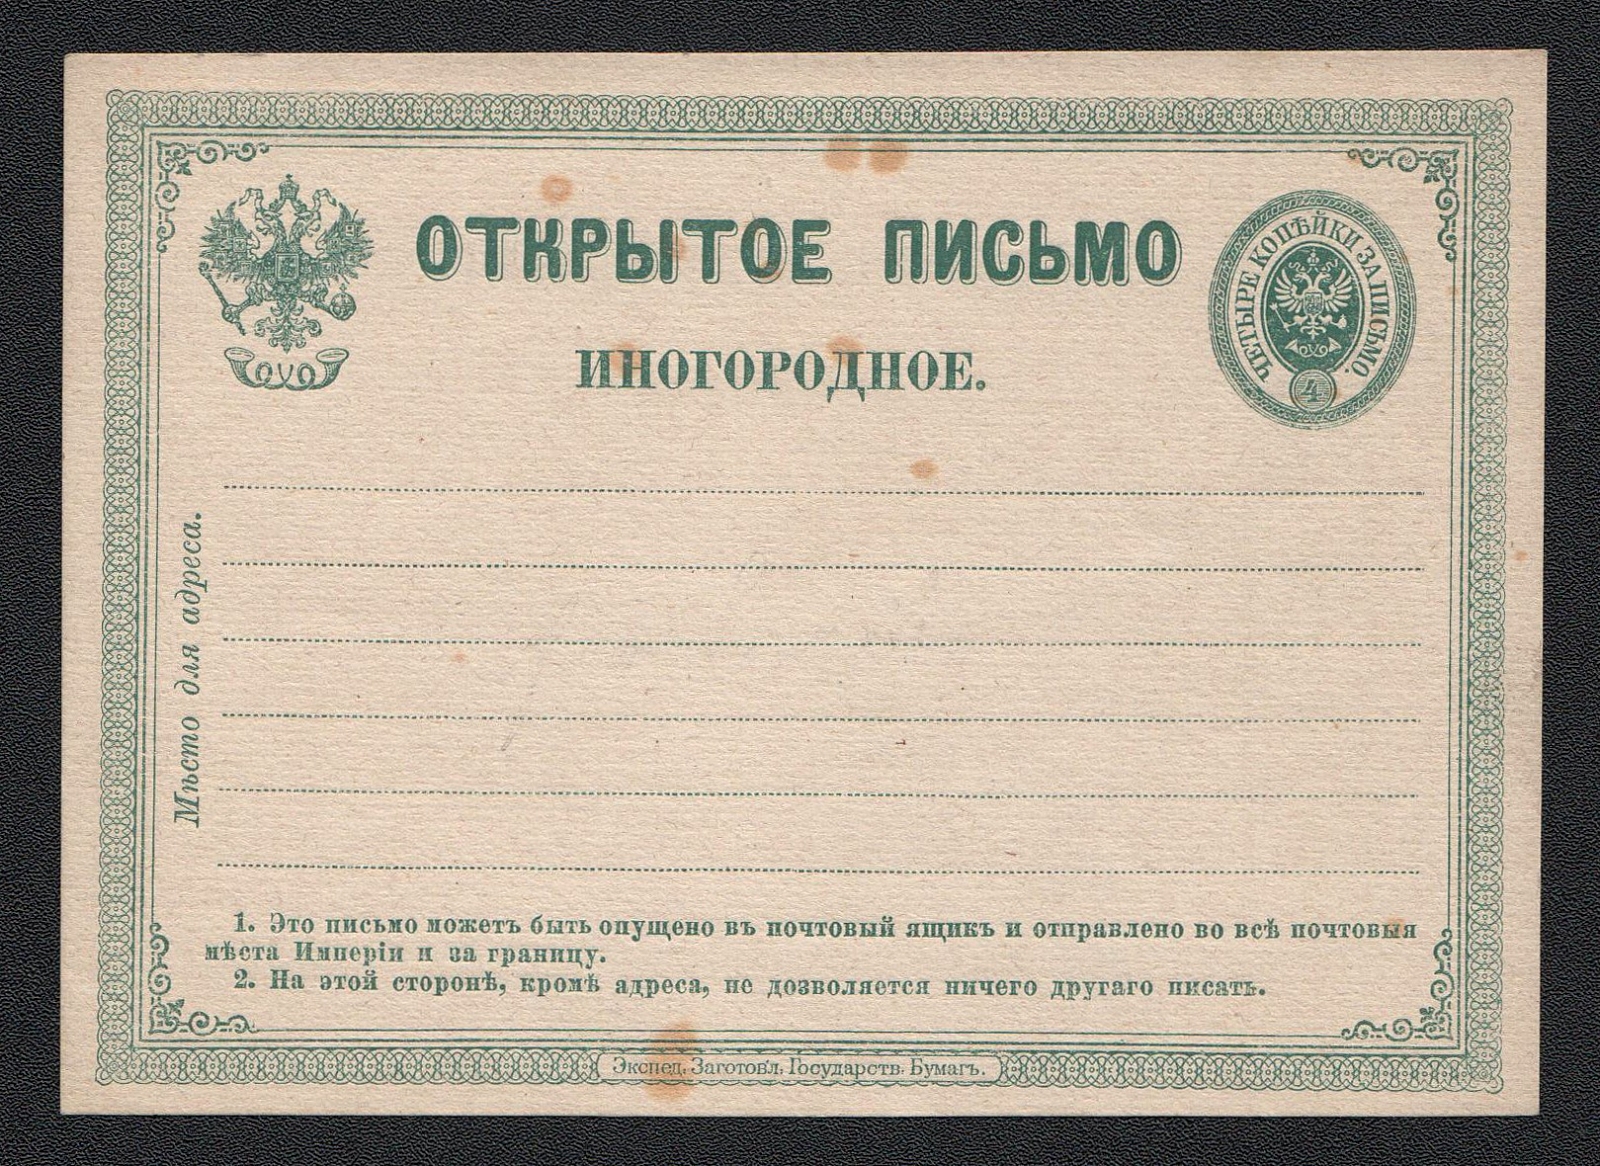 ОТКРЫТОЕ ПИСЬМО
ЧЕТЫРЕ КОПѢЙКИ ЗА ПИСЬМО.
4
ИНОГОРОДНОЕ.
Мѣсто для адреса.
1. Это письмо можетъ быть опущено въ почтовый ящикъ и отправлено во всѣ почтовыя
мѣста Имперіи и за границу.
2. На этой сторонѣ, кромѣ адреса, не дозволяется ничего другаго писать.
Экспед. Заготовл. Государств. Бумагъ.